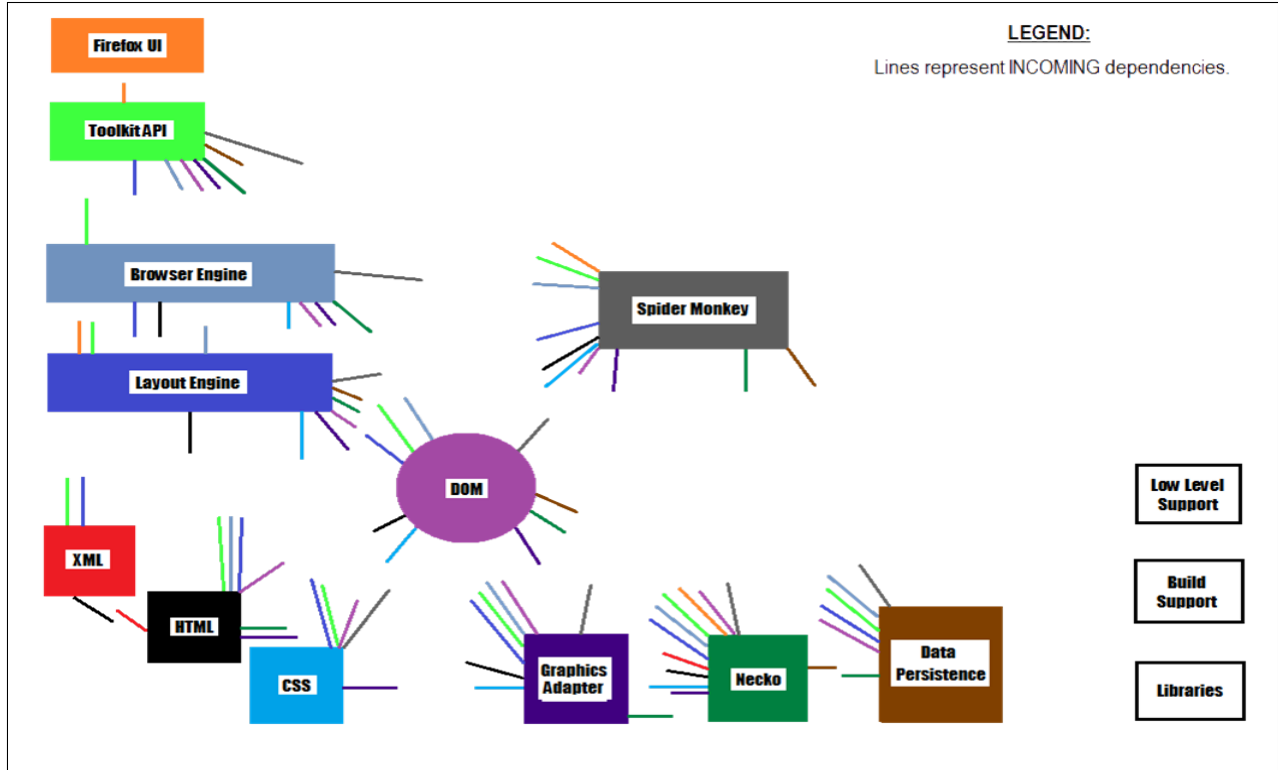 Firefox UI
LEGEND:
Lines represent INCOMING dependencies.
Toolkit API
Browser Engine
Spider Monkey
Layout Engine
DOM
Low Level
Support
XML
Build
Support
HTML
CSS
Graphics
Adapter
Necko
Data
Persistence
Libraries